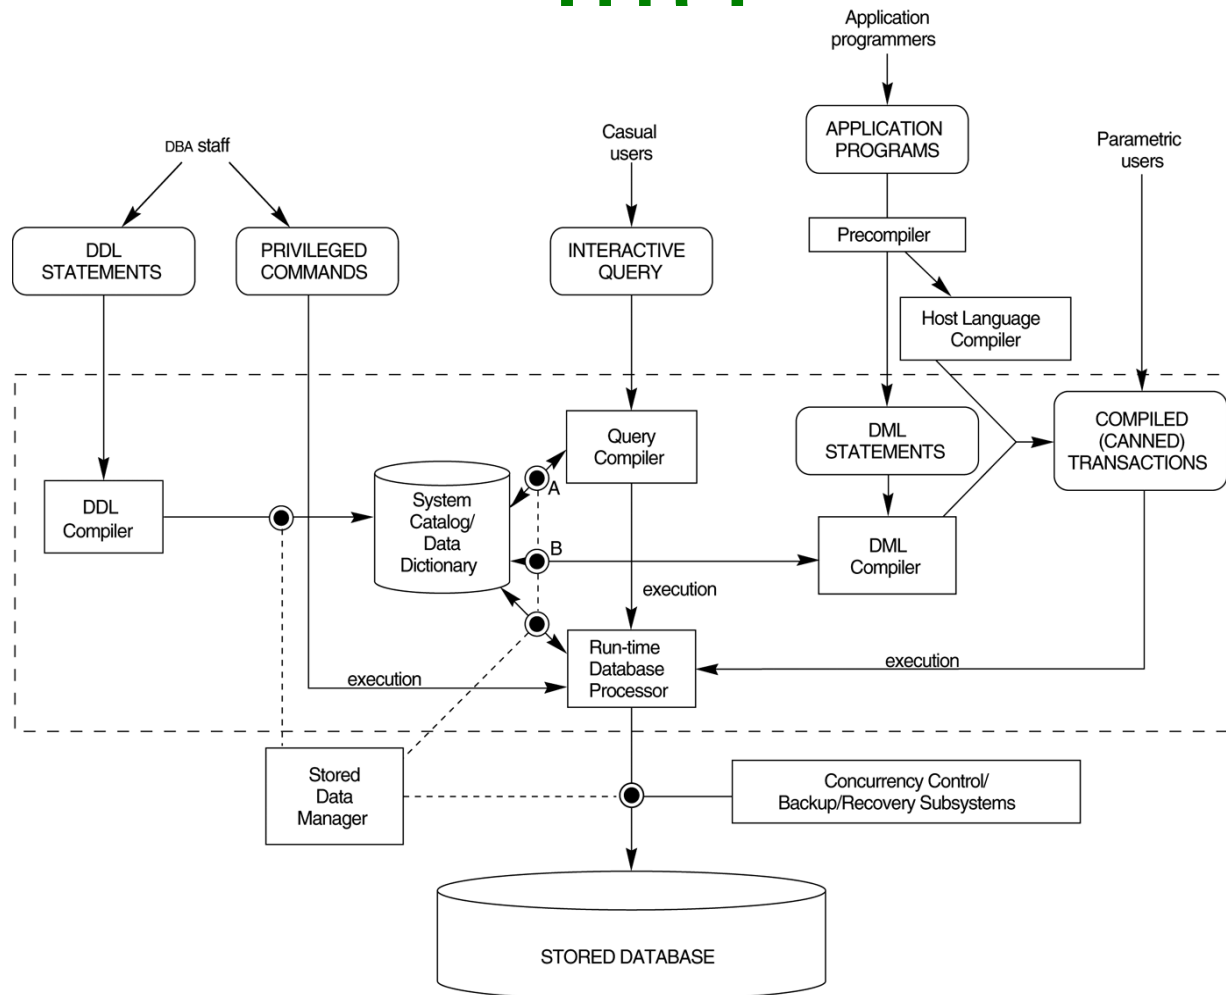 Application
programmers
APPLICATION
PROGRAMS
DBA staff
Casual
users
Parametric
users
DDL
STATEMENTS
PRIVILEGED
COMMANDS
INTERACTIVE
QUERY
Precompiler
Host Language
Compiler
Query
Compiler
DML
STATEMENTS
COMPILED
(CANNED)
TRANSACTIONS
DDL
Compiler
System
Catalog/
Data
Dictionary
A
B
DML
Compiler
execution
Run-time
Database
Processor
execution
execution
Stored
Data
Manager
Concurrency Control/
Backup/Recovery Subsystems
STORED DATABASE